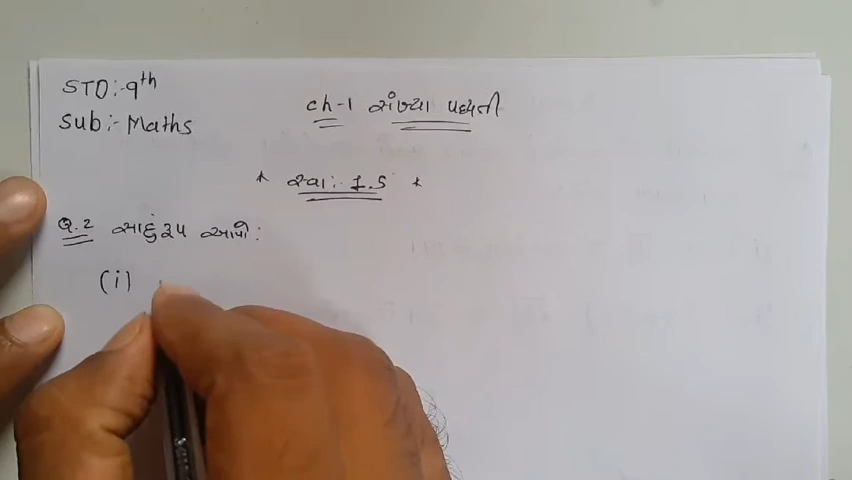 STD:-9th
Sub:- Maths
ch-1 સંખ્યા પદ્ધતી
* સ્વા:- 1.5 *
Q.2 સાદુંરૂપ આપો:
(i)